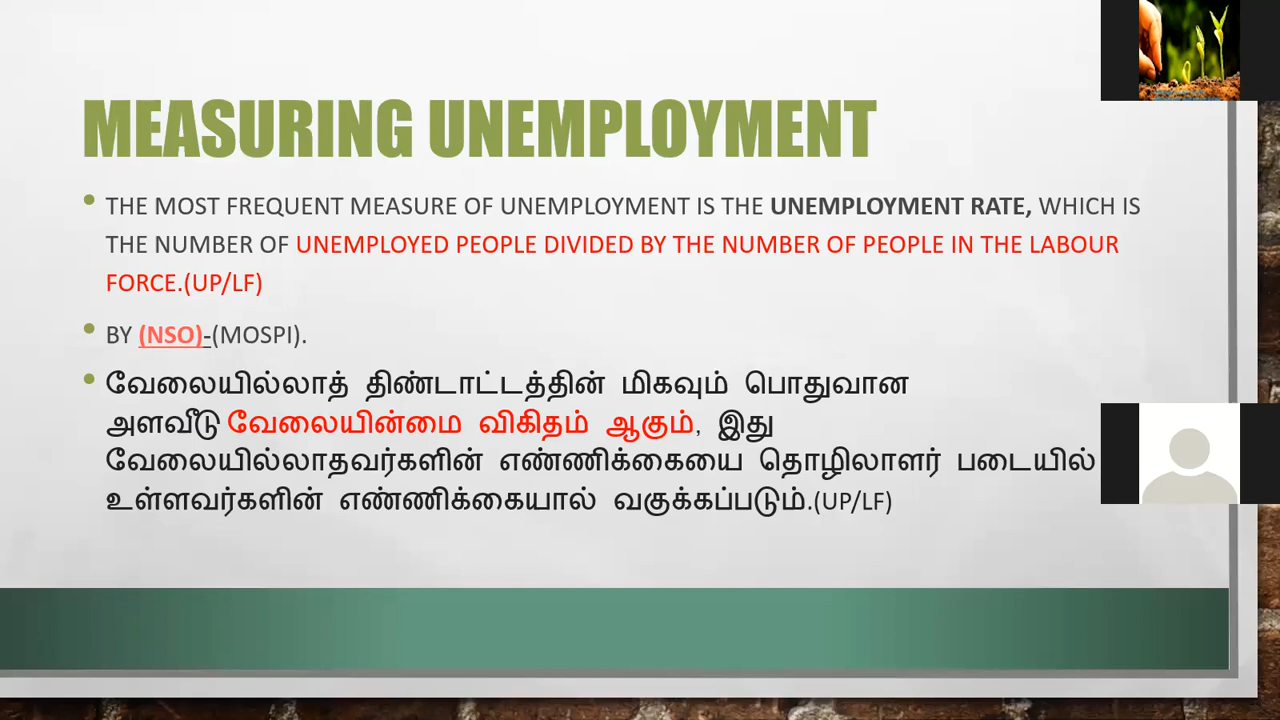 MEASURING UNEMPLOYMENT
• THE MOST FREQUENT MEASURE OF UNEMPLOYMENT IS THE UNEMPLOYMENT RATE, WHICH IS
THE NUMBER OF UNEMPLOYED PEOPLE DIVIDED BY THE NUMBER OF PEOPLE IN THE LABOUR
FORCE.(UP/LF)
• BY (NSO)-(MOSPI).
• வேலையில்லாத் திண்டாட்டத்தின் மிகவும் பொதுவான
அளவீடு வேலையின்மை விகிதம் ஆகும், இது
வேலையில்லாதவர்களின் எண்ணிக்கையை தொழிலாளர் படையில்
உள்ளவர்களின் எண்ணிக்கையால் வகுக்கப்படும்.(UP/LF)